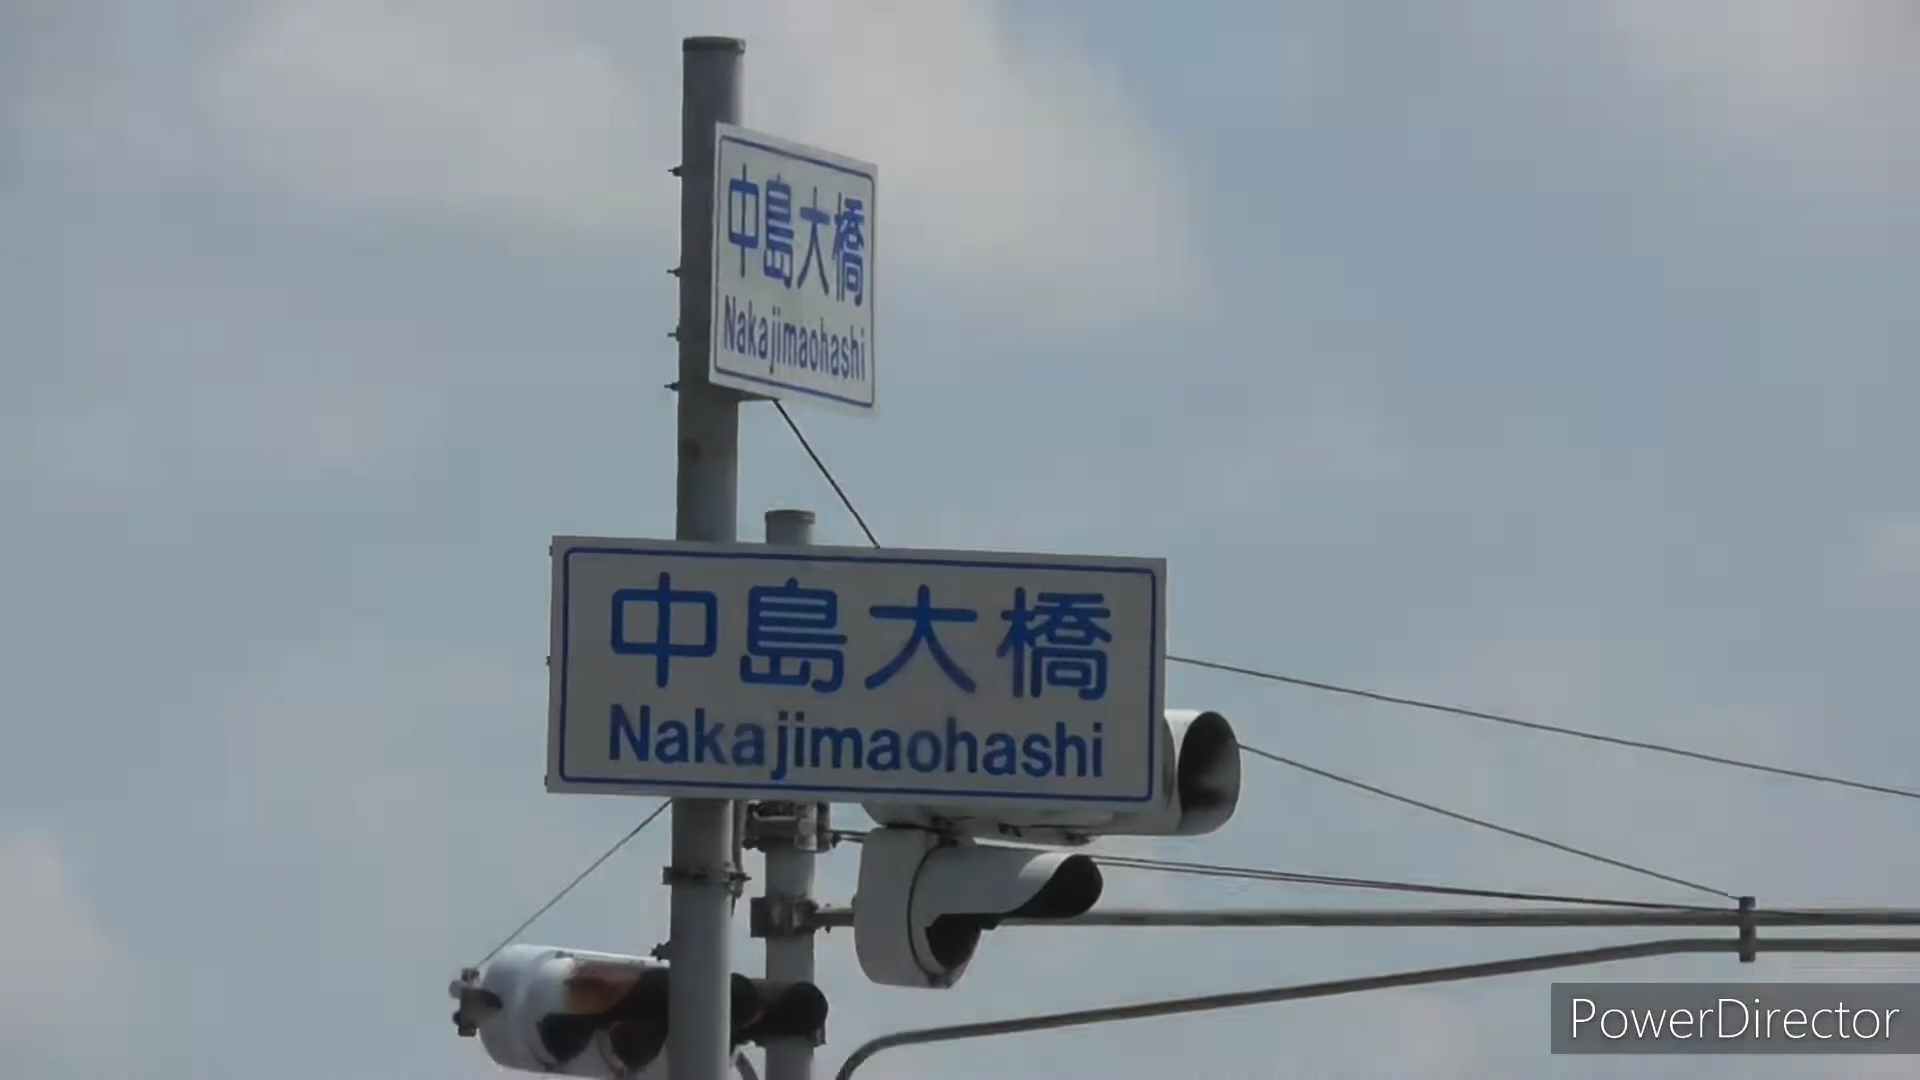 中島大橋
Nakajimaohashi
中島大橋
Nakajimaohashi
PowerDirector